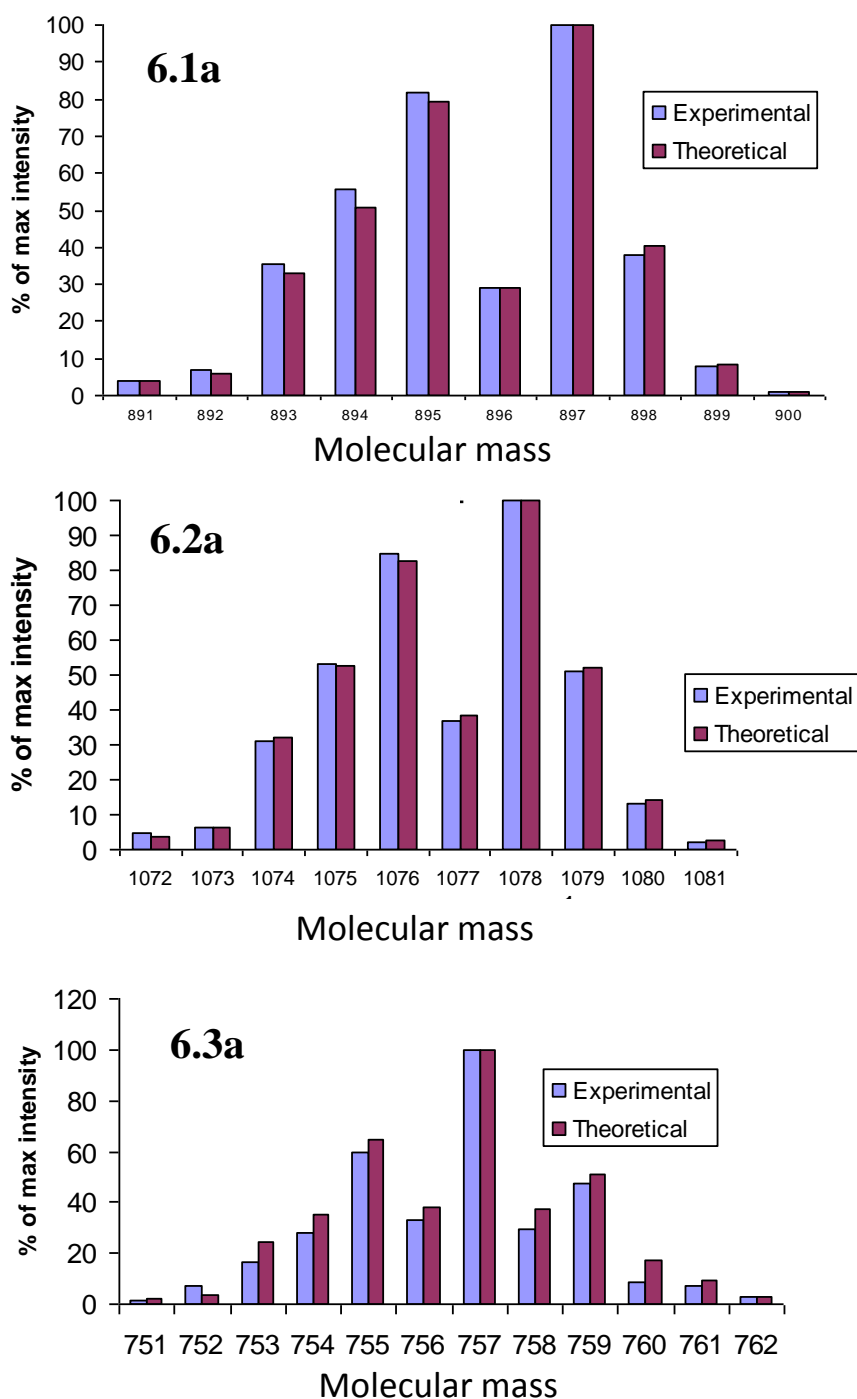 6.1a
% of max intensity
100
90
80
70
60
50
40
30
20
10
0
Experimental
Theoretical
891 892 893 894 895 896 897 898 899 900
Molecular mass
6.2a
% of max intensity
100
90
80
70
60
50
40
30
20
10
0
Experimental
Theoretical
1072 1073 1074 1075 1076 1077 1078 1079 1080 1081
Molecular mass
6.3a
% of max intensity
120
100
80
60
40
20
0
Experimental
Theoretical
751 752 753 754 755 756 757 758 759 760 761 762
Molecular mass